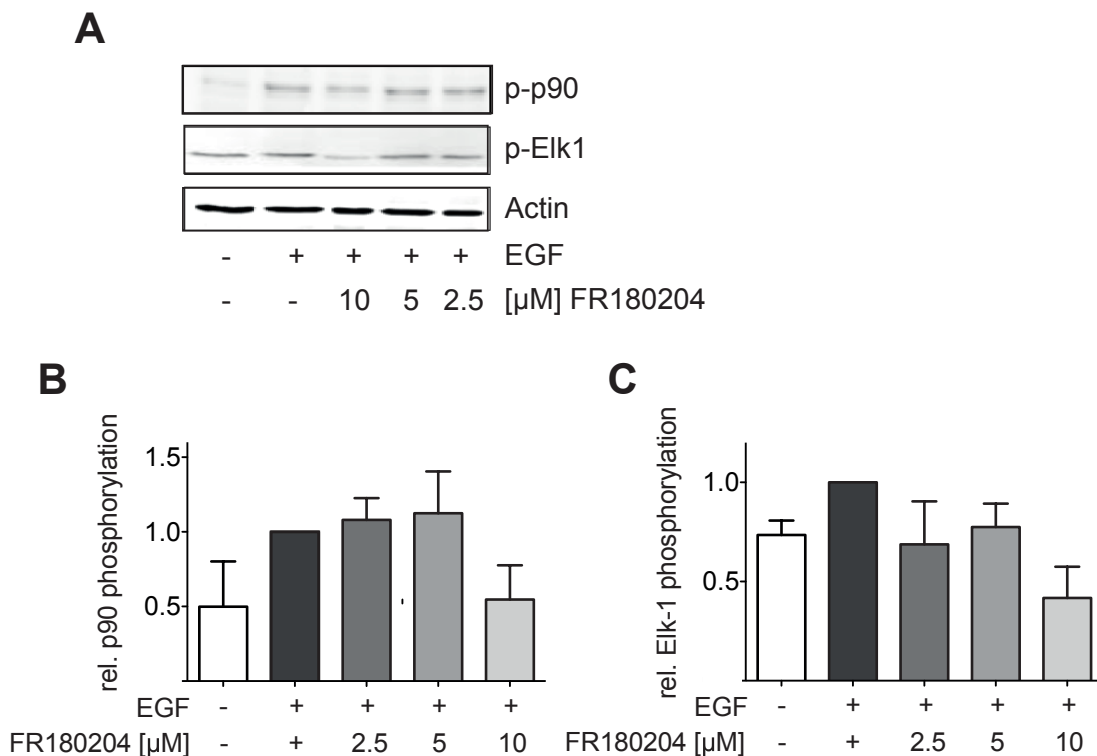 A
p-p90
p-Elk1
Actin
- + + + + EGF
- - 10 5 2.5 [µM] FR180204
B
rel. p90 phosphorylation
1.5
1.0
0.5
EGF - + + + +
FR180204 [µM] - + 2.5 5 10
C
rel. Elk-1 phosphorylation
1.0
0.5
EGF - + + + +
FR180204 [µM] - + 2.5 5 10